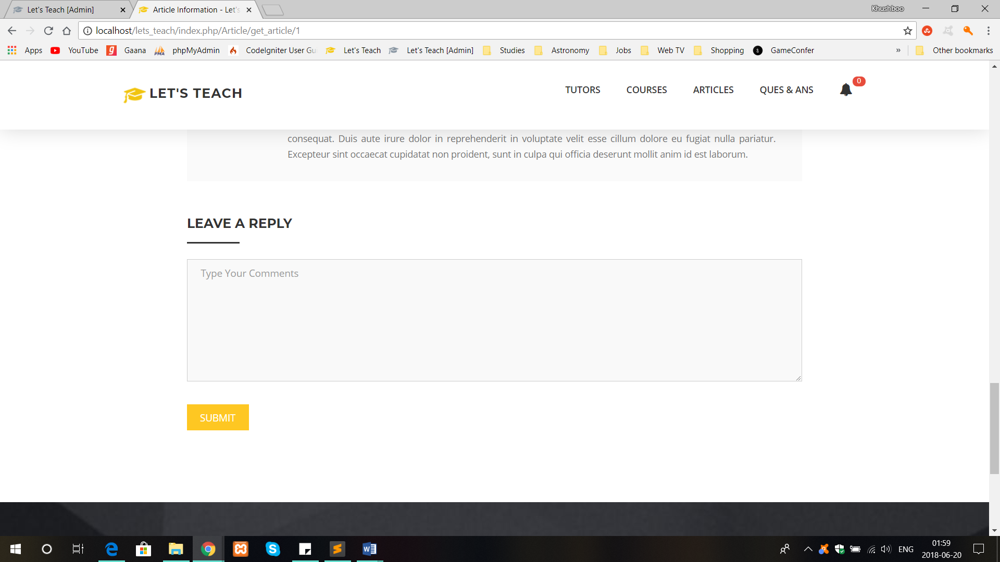 Let's Teach [Admin]
Article Information - Let's
Khushboo
localhost/lets_teach/index.php/Article/get_article/1
Apps YouTube Gaana phpMyAdmin CodeIgniter User Gu Let's Teach Let's Teach [Admin] Studies Astronomy Jobs Web TV Shopping GameConfer » Other bookmarks
LET'S TEACH
TUTORS COURSES ARTICLES QUES & ANS 0
consequat. Duis aute irure dolor in reprehenderit in voluptate velit esse cillum dolore eu fugiat nulla pariatur.
Excepteur sint occaecat cupidatat non proident, sunt in culpa qui officia deserunt mollit anim id est laborum.
LEAVE A REPLY
Type Your Comments
SUBMIT
ENG
01:59
2018-06-20